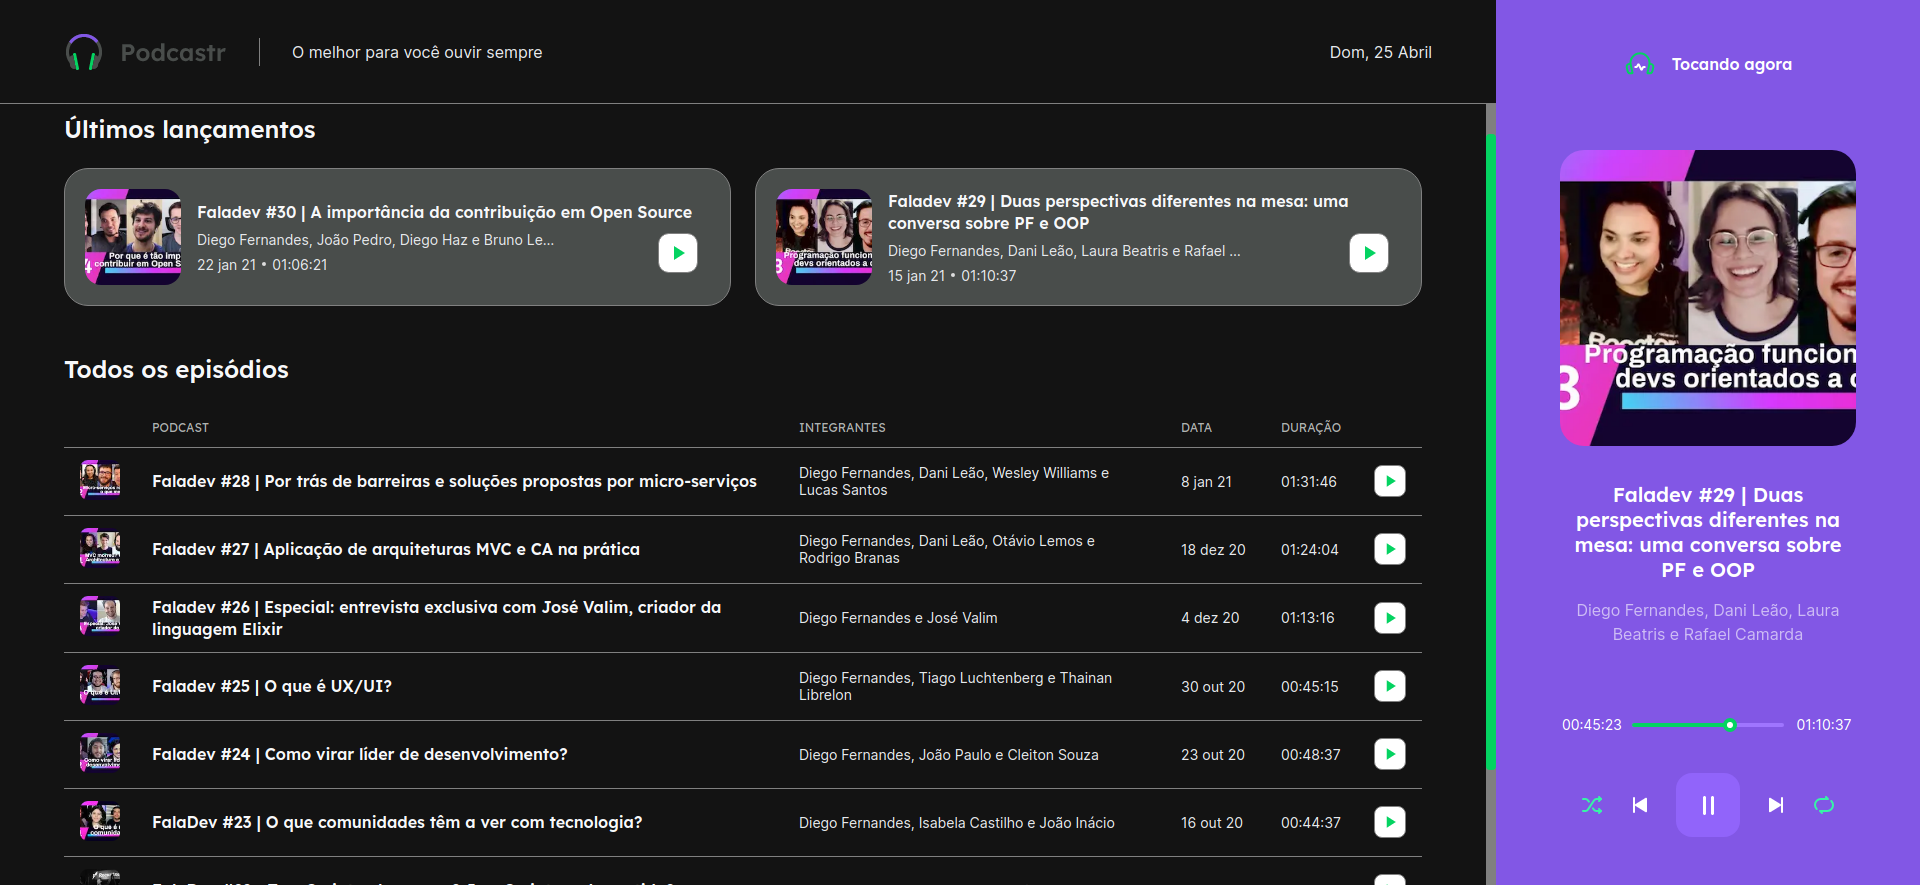 Podcastr
O melhor para você ouvir sempre
Dom, 25 Abril
Últimos lançamentos
Por que é tão imp
contribuir em Open S
Faladev #30 | A importância da contribuição em Open Source
Diego Fernandes, João Pedro, Diego Haz e Bruno Le...
22 jan 21 • 01:06:21
Programação funcion
devs orientados a c
Faladev #29 | Duas perspectivas diferentes na mesa: uma
conversa sobre PF e OOP
Diego Fernandes, Dani Leão, Laura Beatris e Rafael ...
15 jan 21 • 01:10:37
Todos os episódios
PODCAST INTEGRANTES DATA DURAÇÃO
Faladev #28 | Por trás de barreiras e soluções propostas por micro-serviços
Diego Fernandes, Dani Leão, Wesley Williams e
Lucas Santos
8 jan 21
01:31:46
Faladev #27 | Aplicação de arquiteturas MVC e CA na prática
Diego Fernandes, Dani Leão, Otávio Lemos e
Rodrigo Branas
18 dez 20
01:24:04
Faladev #26 | Especial: entrevista exclusiva com José Valim, criador da
linguagem Elixir
Diego Fernandes e José Valim
4 dez 20
01:13:16
Faladev #25 | O que é UX/UI?
Diego Fernandes, Tiago Luchtenberg e Thainan
Librelon
30 out 20
00:45:15
Faladev #24 | Como virar líder de desenvolvimento?
Diego Fernandes, João Paulo e Cleiton Souza
23 out 20
00:48:37
FalaDev #23 | O que comunidades têm a ver com tecnologia?
Diego Fernandes, Isabela Castilho e João Inácio
16 out 20
00:44:37
Tocando agora
Programação funcion
3 devs orientados a c
Faladev #29 | Duas
perspectivas diferentes na
mesa: uma conversa sobre
PF e OOP
Diego Fernandes, Dani Leão, Laura
Beatris e Rafael Camarda
00:45:23
01:10:37